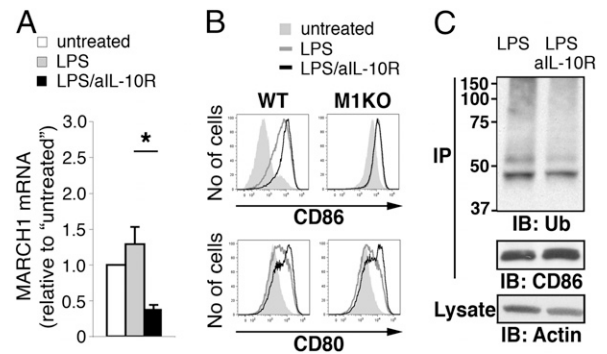 A
untreated
LPS
LPS/aIL-10R
MARCH1 mRNA
(relative to “untreated”)
3.0
2.5
2.0
1.5
1.0
0.5
0
*
B
untreated
LPS
LPS/aIL-10R
WT
M1KO
No of cells
CD86
No of cells
CD80
C
LPS
LPS
aIL-10R
IP
150
100
75
50
37
IB: Ub
IB: CD86
Lysate
IB: Actin